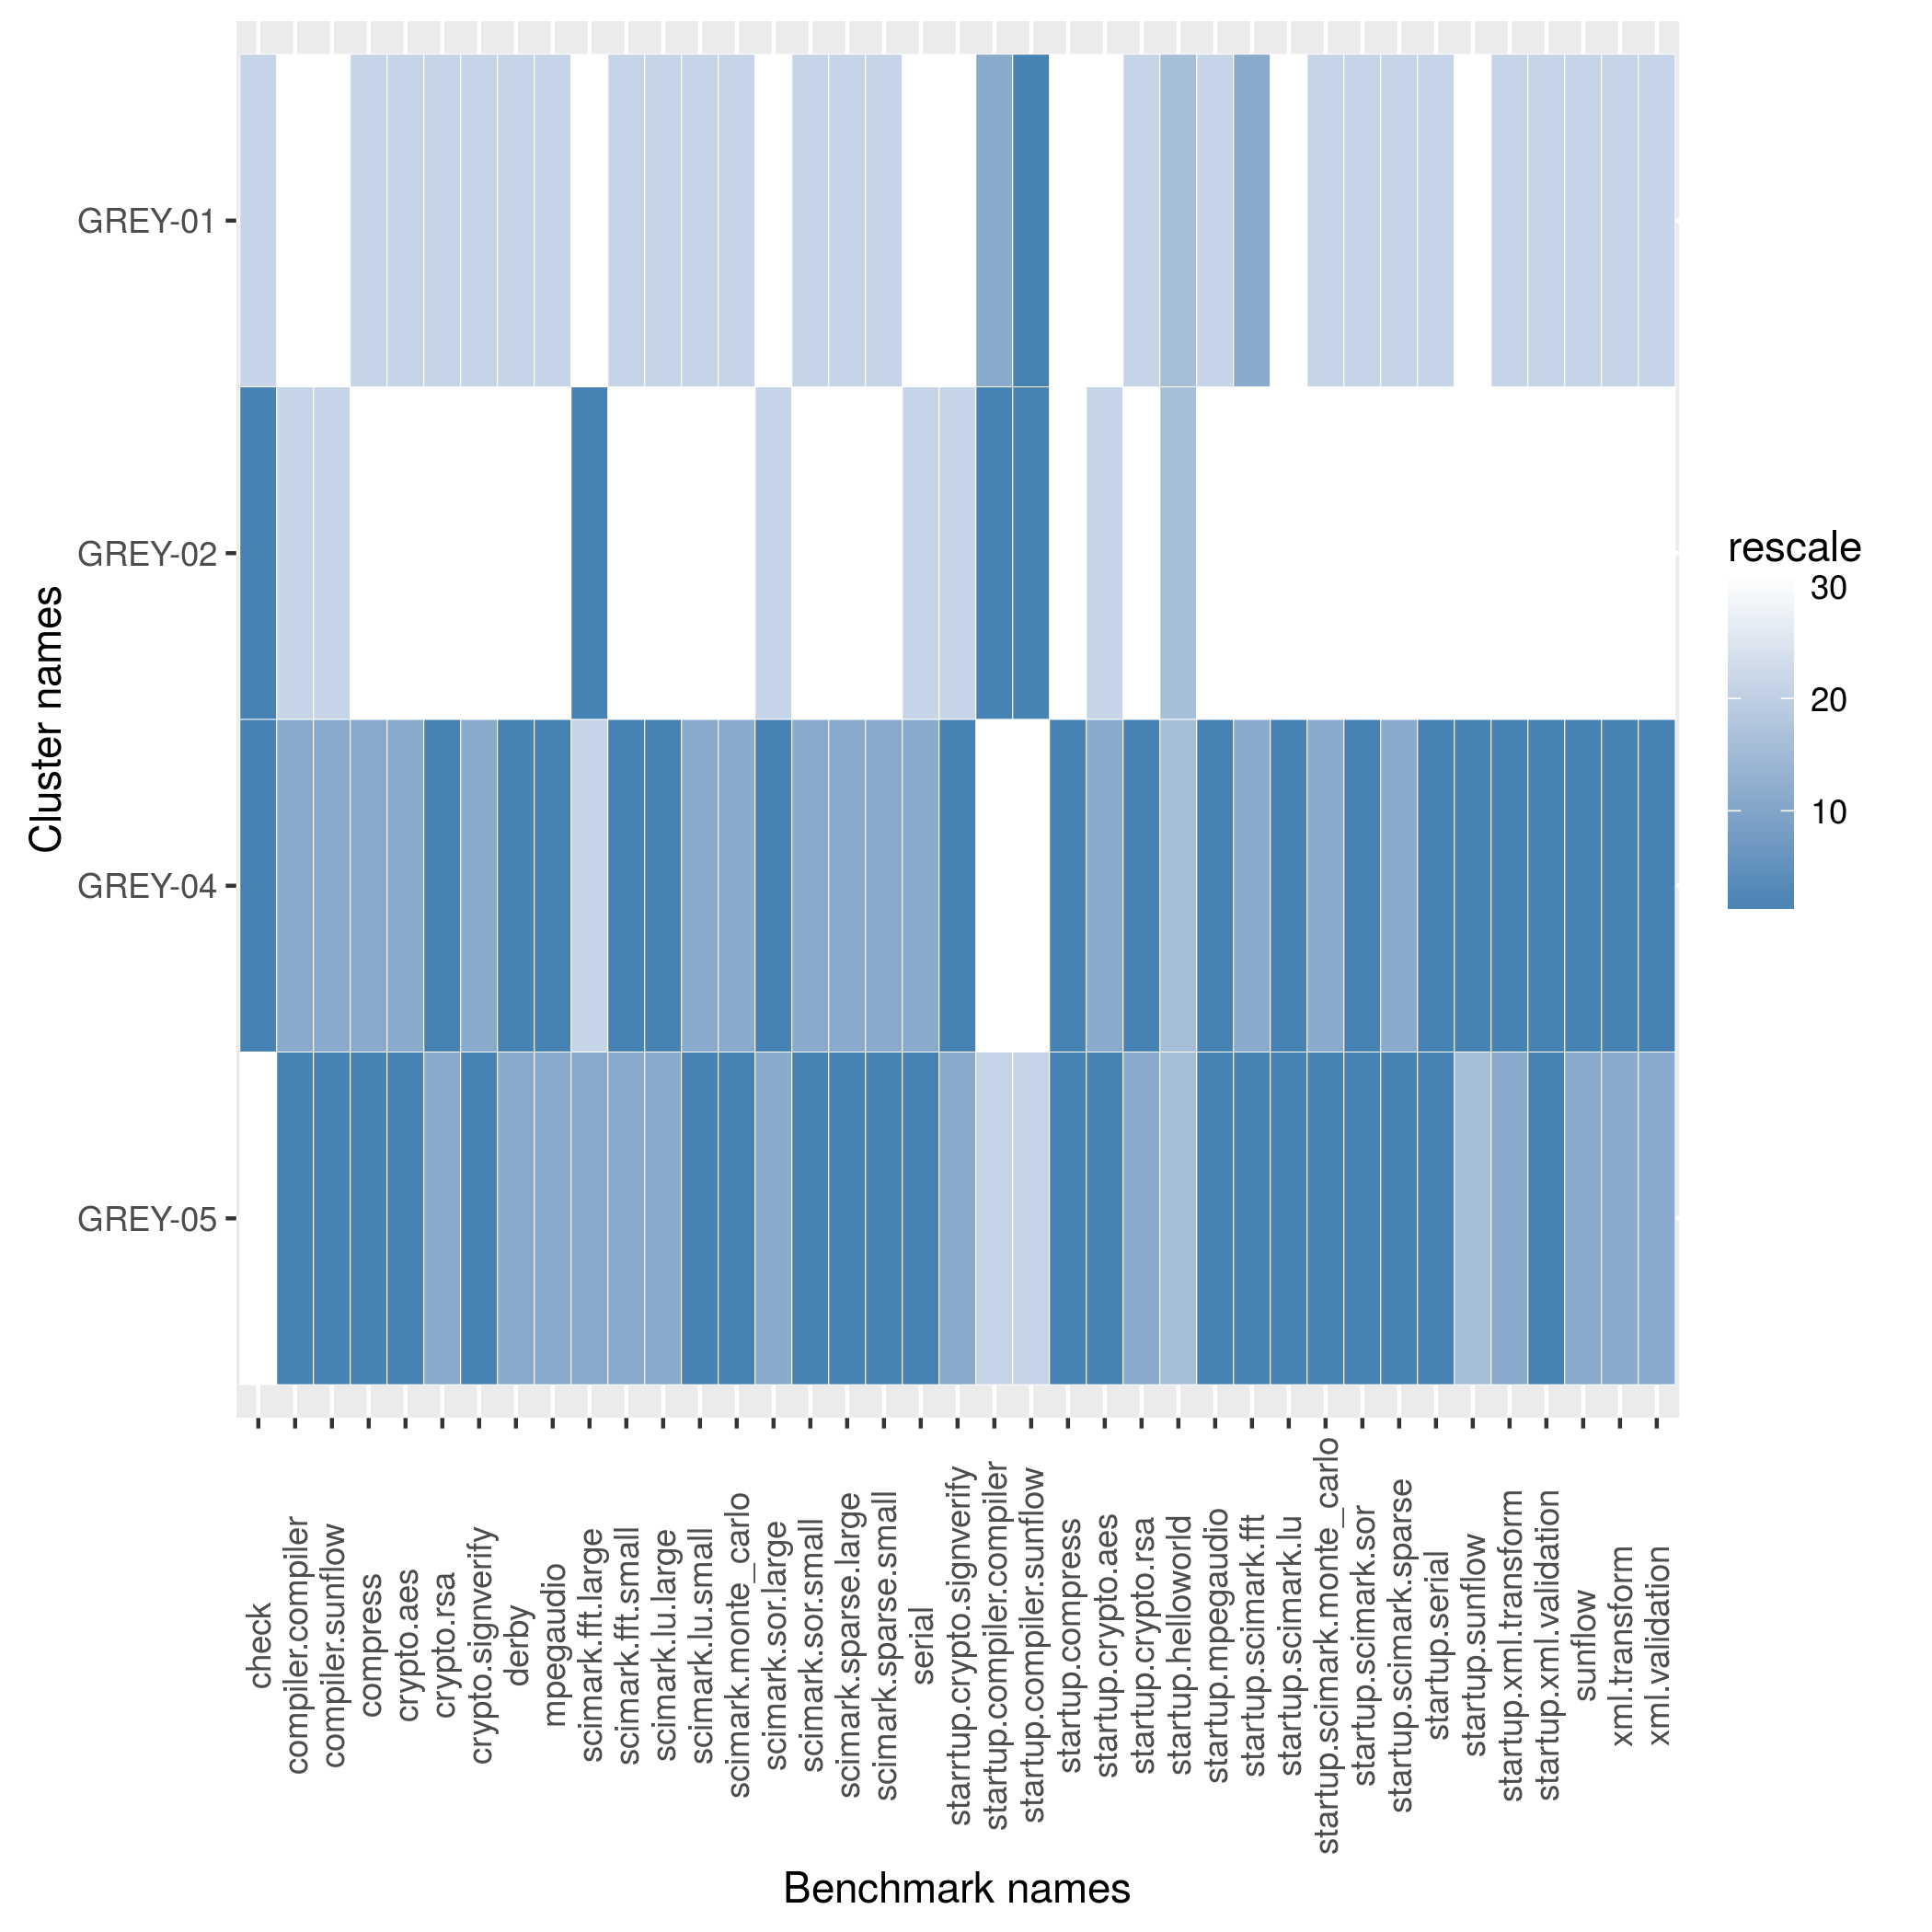 GREY-01
GREY-02
GREY-04
GREY-05
Cluster names
check
compiler.compiler
compiler.sunflow
compress
crypto.aes
crypto.rsa
crypto.signverify
derby
mpegaudio
scimark.fft.large
scimark.fft.small
scimark.lu.large
scimark.lu.small
scimark.monte_carlo
scimark.sor.large
scimark.sor.small
scimark.sparse.large
scimark.sparse.small
serial
starrtup.crypto.signverify
startup.compiler.compiler
startup.compiler.sunflow
startup.compress
startup.crypto.aes
startup.crypto.rsa
startup.helloworld
startup.mpegaudio
startup.scimark.fft
startup.scimark.lu
startup.scimark.monte_carlo
startup.scimark.sor
startup.scimark.sparse
startup.serial
startup.sunflow
startup.xml.transform
startup.xml.validation
sunflow
xml.transform
xml.validation
Benchmark names
rescale
30
20
10